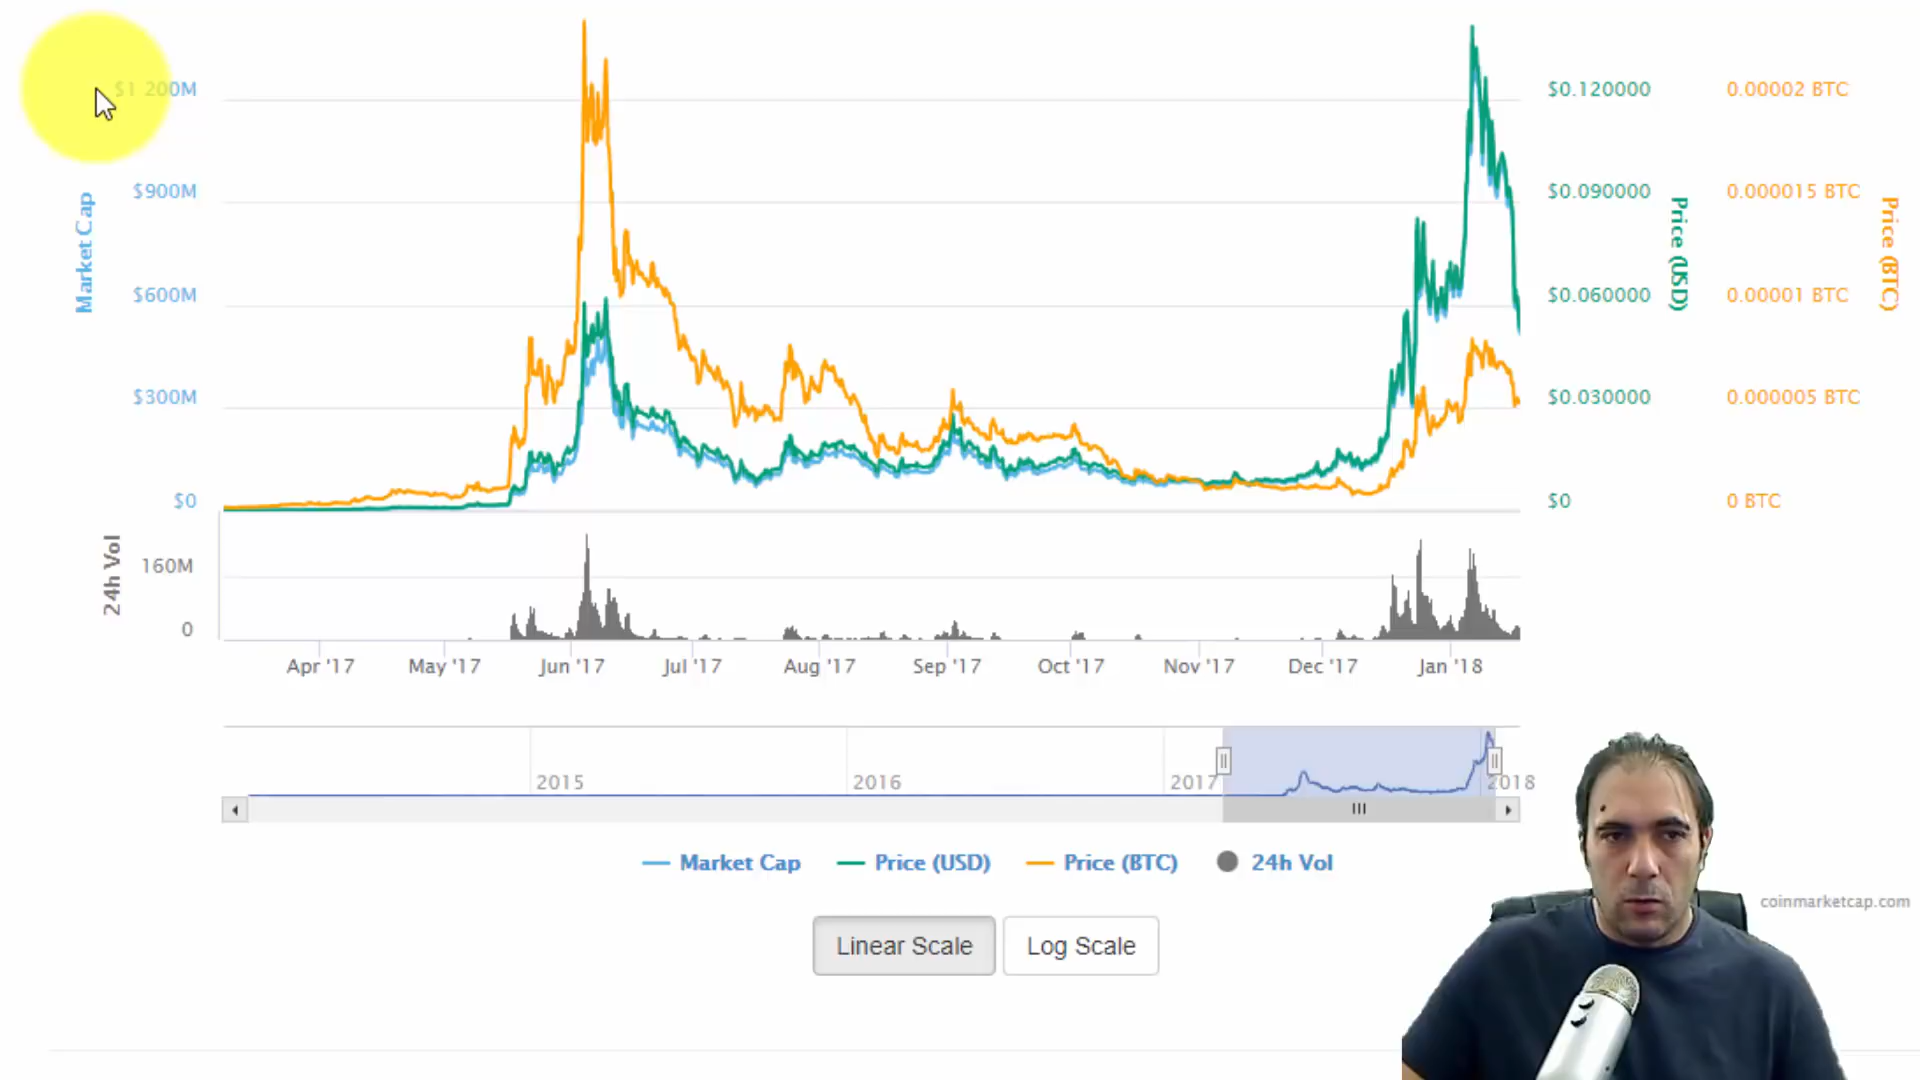 $1 200M
$900M
$600M
$300M
$0
Market Cap
$0.120000
$0.090000
$0.060000
$0.030000
$0
Price (USD)
0.00002 BTC
0.000015 BTC
0.00001 BTC
0.000005 BTC
0 BTC
Price (BTC)
24h Vol
160M
0
Apr '17 May '17 Jun '17 Jul '17 Aug '17 Sep '17 Oct '17 Nov '17 Dec '17 Jan '18
2015 2016 2017 2018
Market Cap Price (USD) Price (BTC) 24h Vol
coinmarketcap.com
Linear Scale Log Scale